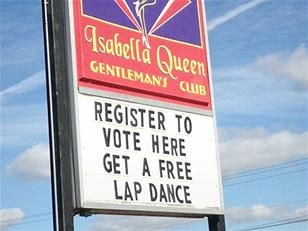 Isabella Queen
GENTLEMAN'S CLUB
REGISTER TO
VOTE HERE
GET A FREE
LAP DANCE